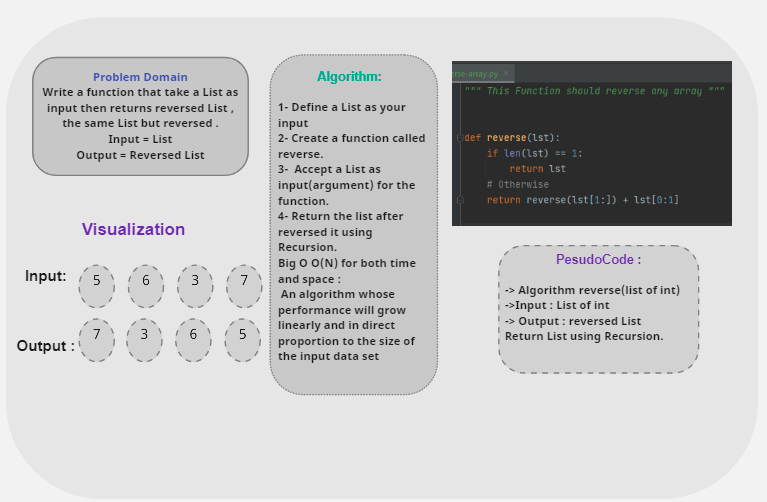 Problem Domain
Write a function that take a List as
input then returns reversed List ,
the same List but reversed .
Input = List
Output = Reversed List
Visualization
Input:
5 6 3 7
Output :
7 3 6 5
Algorithm:
1- Define a List as your
input
2- Create a function called
reverse.
3-  Accept a List as
input(argument) for the
function.
4- Return the list after
reversed it using
Recursion.
Big O O(N) for both time
and space :
An algorithm whose
performance will grow
linearly and in direct
proportion to the size of
the input data set
erse-array.py ×
""" This Function should reverse any array """
def reverse(lst):
if len(lst) == 1:
return lst
# Otherwise
return reverse(lst[1:]) + lst[0:1]
PesudoCode :
-> Algorithm reverse(list of int)
->Input : List of int
-> Output : reversed List
Return List using Recursion.